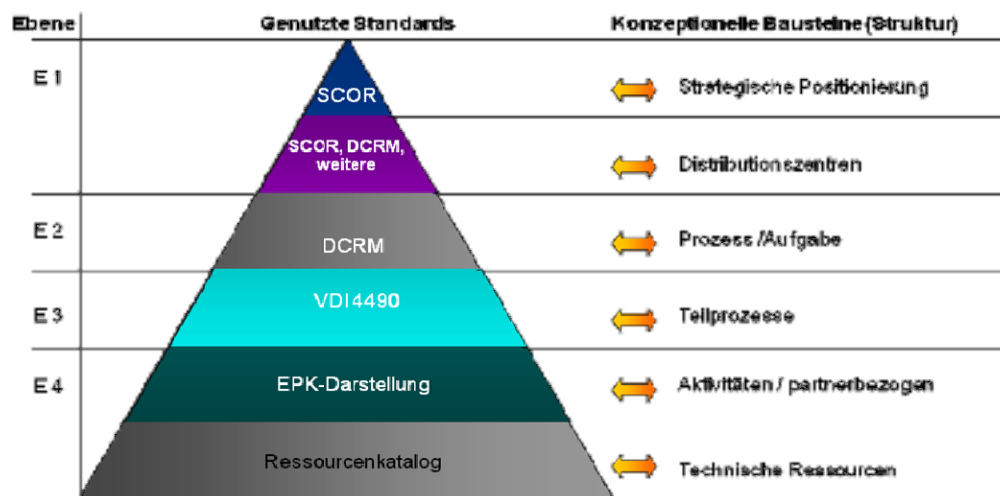 Ebene Genutzte Standards Konzeptionelle Bausteine (Struktur)
E 1
SCOR Strategische Positionierung
SCOR, DCRM,
weitere Distributionszentren
E 2
DCRM Prozess /Aufgabe
VDI4490
E 3 Teilprozesse
E 4 EPK-Darstellung Aktivitäten / partnerbezogen
Ressourcenkatalog Technische Ressourcen